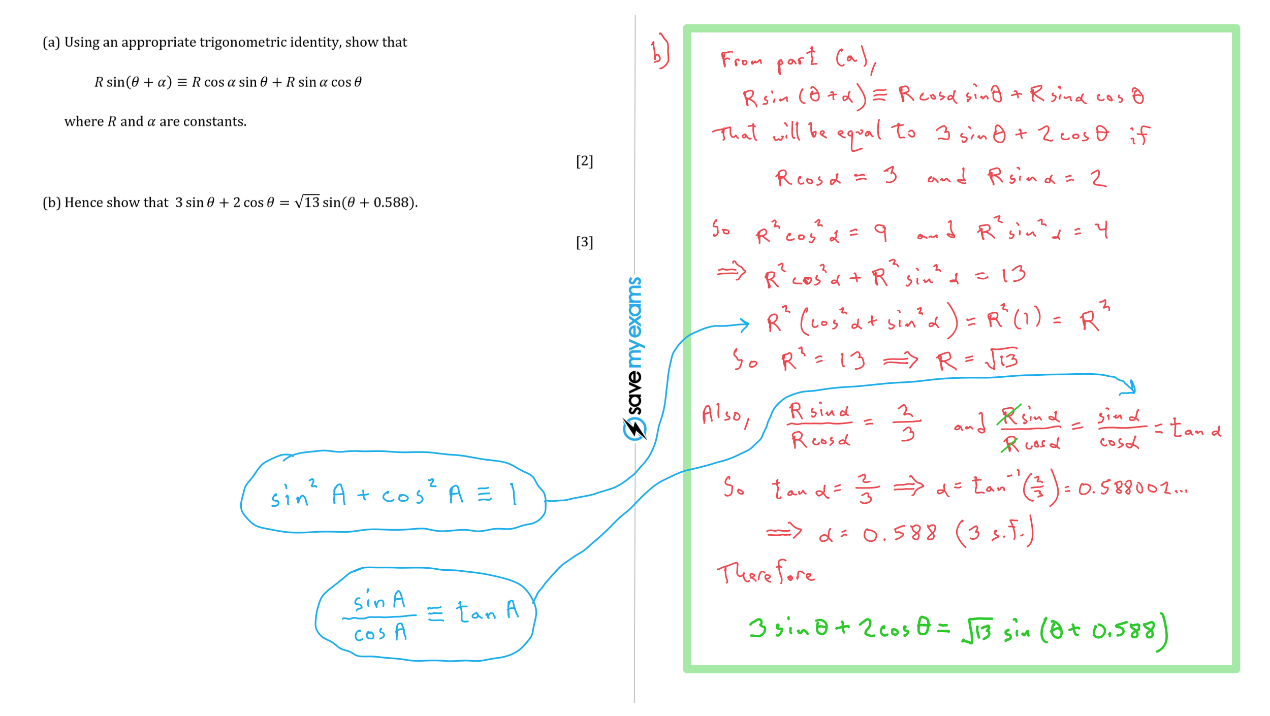 (a) Using an appropriate trigonometric identity, show that
R sin(θ + α) ≡ R cos α sin θ + R sin α cos θ
where R and α are constants.
[2]
(b) Hence show that 3 sin θ + 2 cos θ = √13 sin(θ + 0.588).
[3]
sin² A + cos² A ≡ 1
sin A / cos A ≡ tan A
savemyexams
b)
From part (a),
R sin (θ + α) ≡ R cos α sin θ + R sin α cos θ
That will be equal to 3 sin θ + 2 cos θ if
R cos α = 3 and R sin α = 2
So R² cos² α = 9 and R² sin² α = 4
⟹ R² cos² α + R² sin² α = 13
R² (cos² α + sin² α) = R² (1) = R²
So R² = 13 ⟹ R = √13
Also, R sin α / R cos α = 2/3 and R sin α / R cos α = sin α / cos α = tan α
So tan α = 2/3 ⟹ α = tan⁻¹ (2/3) = 0.588002...
⟹ α = 0.588 (3 s.f.)
Therefore
3 sin θ + 2 cos θ = √13 sin (θ + 0.588)